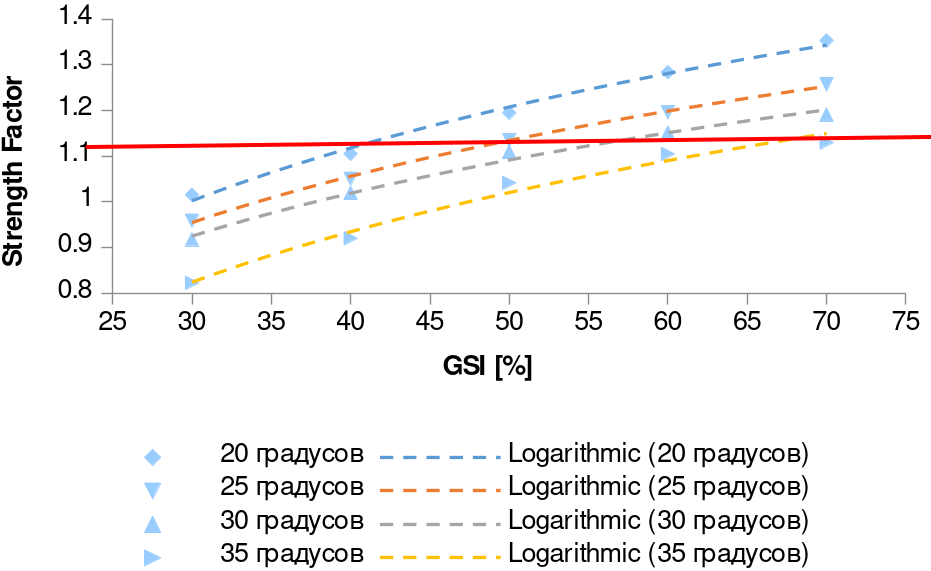 1.4
1.3
1.2
1.1
1
0.9
0.8
Strength Factor
25 30 35 40 45 50 55 60 65 70 75
GSI [%]
20 градусов Logarithmic (20 градусов)
25 градусов Logarithmic (25 градусов)
30 градусов Logarithmic (30 градусов)
35 градусов Logarithmic (35 градусов)